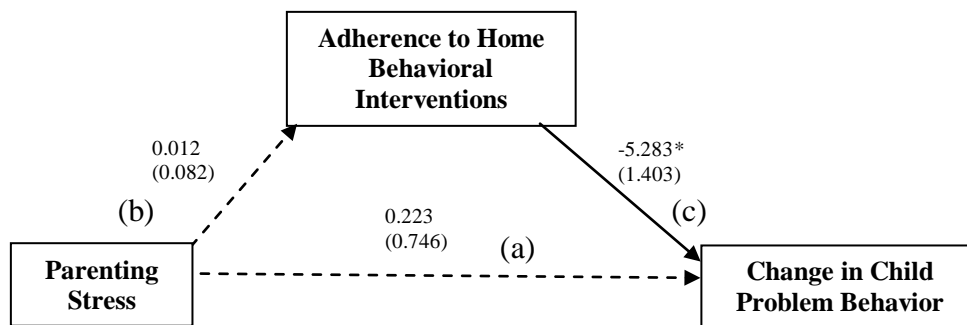 Adherence to Home
Behavioral
Interventions
0.012
(0.082)
-5.283*
(1.403)
(b)
0.223
(0.746)
(a)
(c)
Parenting
Stress
Change in Child
Problem Behavior